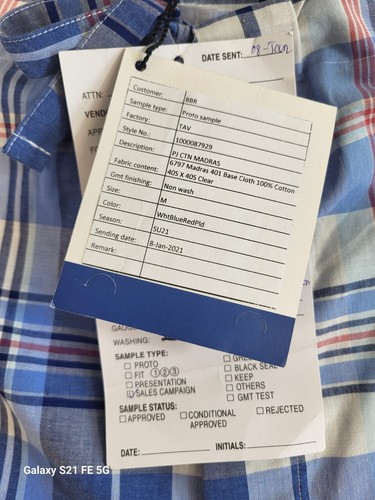 DATE SENT: 08-Jan
ATTN:
VEND
APP
Customer: BBR
Sample type: Proto sample
Factory: TAV
Style No.: 1000087929
Description: PJ CTN MADRAS
Fabric content: 6797 Madras 401 Base Cloth 100% Cotton
40S X 40S Clear
Gmt finishing: Non wash
Size: M
Color: WhtBlueRedPld
Season: SU21
Sending date: 8-Jan-2021
Remark:
WASHING:
SAMPLE TYPE:
PROTO
FIT ①②③
PRESENTATION
SALES CAMPAIGN
BLACK SEAL
KEEP
OTHERS
GMT TEST
SAMPLE STATUS:
APPROVED
CONDITIONAL APPROVED
REJECTED
DATE:
INITIALS:
Galaxy S21 FE 5G